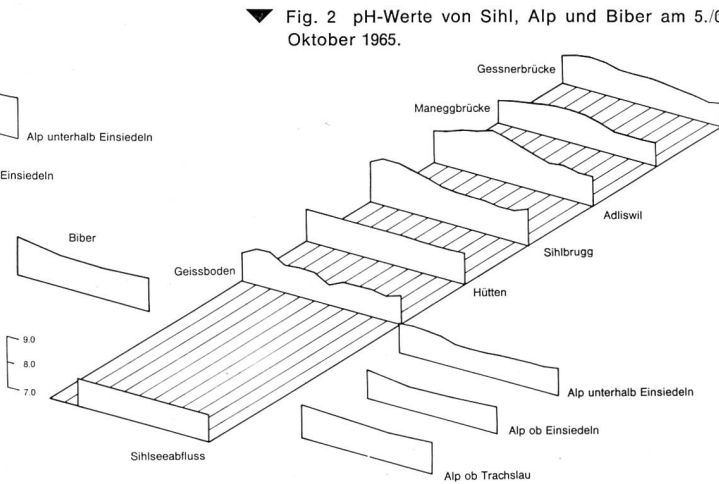 Fig. 2 pH-Werte von Sihl, Alp und Biber am 5./
Oktober 1965.
Gessnerbrücke
Maneggbrücke
Alp unterhalb Einsiedeln
Einsiedeln
Adliswil
Biber
Sihlbrugg
Geissboden
Hütten
9.0
8.0
7.0
Alp unterhalb Einsiedeln
Alp ob Einsiedeln
Sihlseeabfluss
Alp ob Trachslau